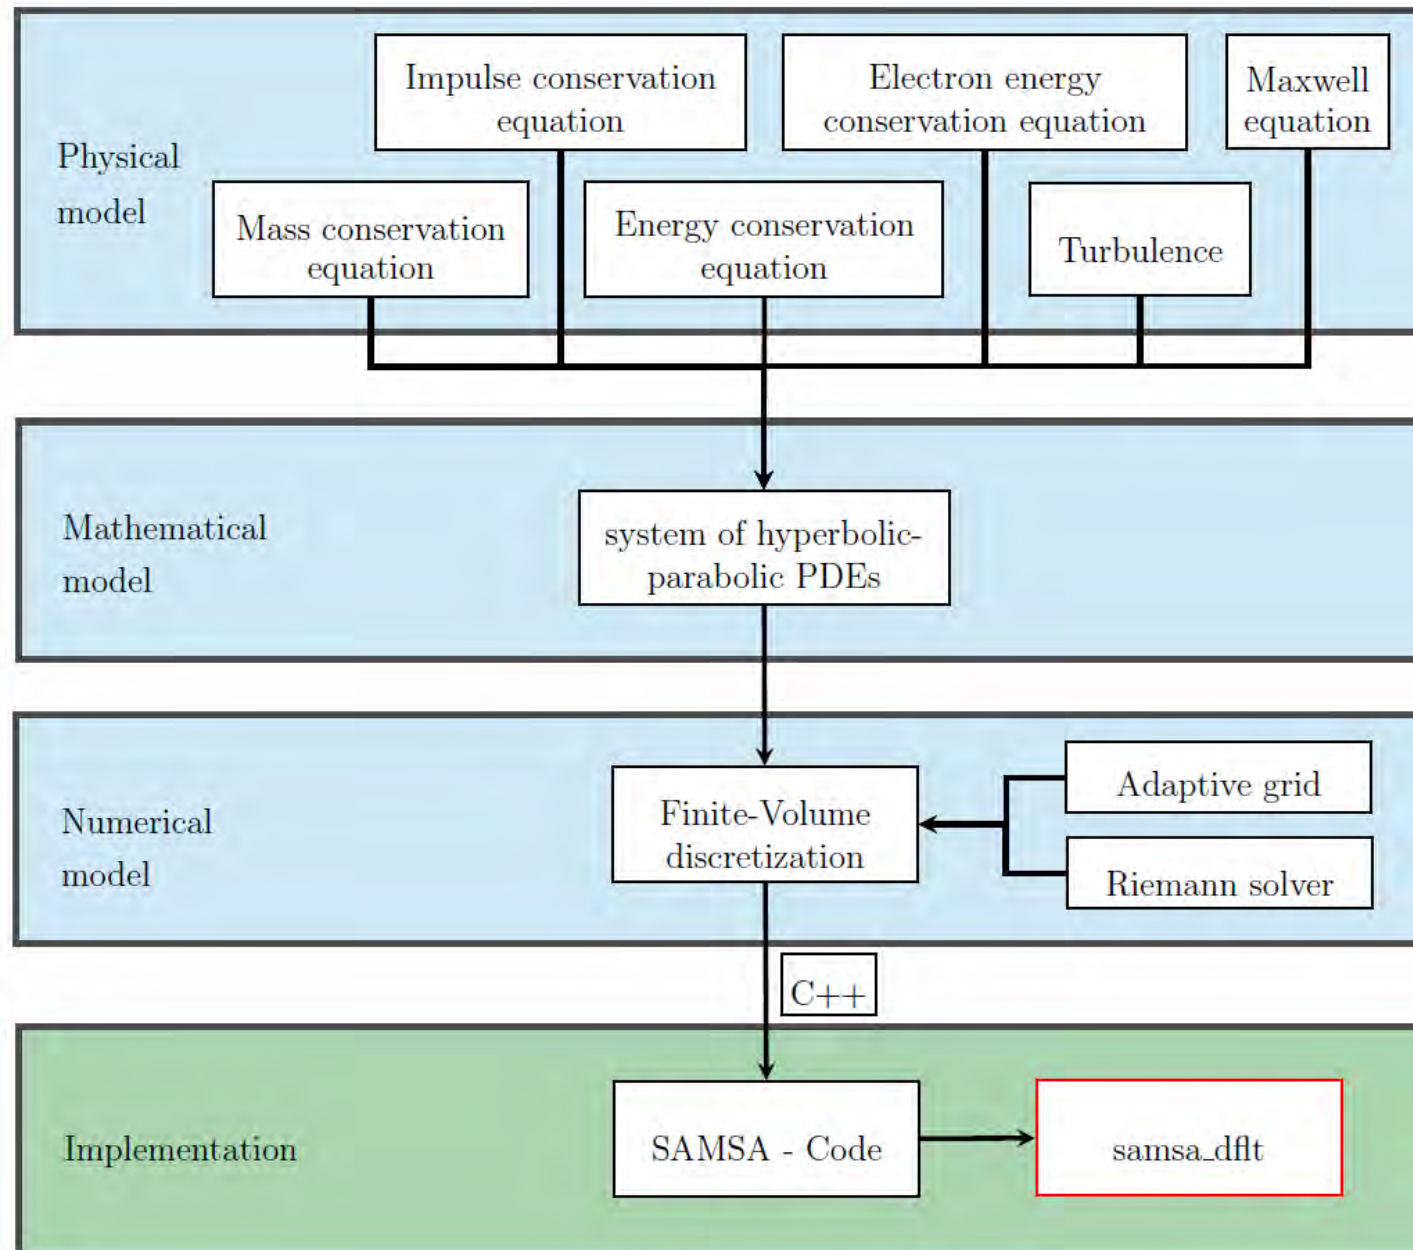 Physical
model
Impulse conservation
equation
Electron energy
conservation equation
Maxwell
equation
Mass conservation
equation
Energy conservation
equation
Turbulence
Mathematical
model
system of hyperbolic-
parabolic PDEs
Numerical
model
Finite-Volume
discretization
Adaptive grid
Riemann solver
C++
Implementation
SAMSA - Code
samsa_dflt